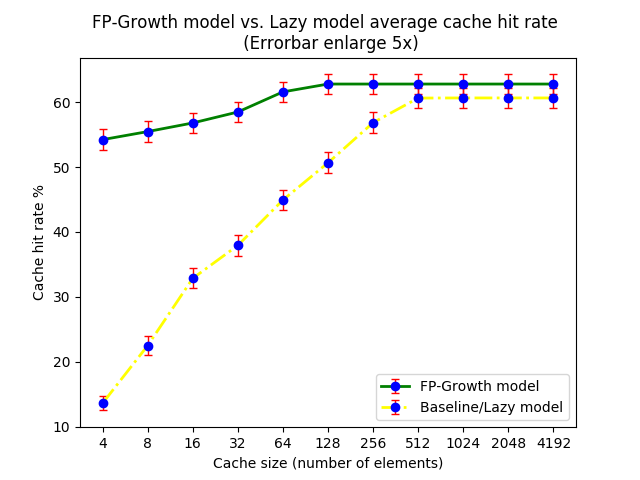 FP-Growth model vs. Lazy model average cache hit rate
(Errorbar enlarge 5x)
Cache hit rate %
60
50
40
30
20
10
FP-Growth model
Baseline/Lazy model
4 8 16 32 64 128 256 512 1024 2048 4192
Cache size (number of elements)